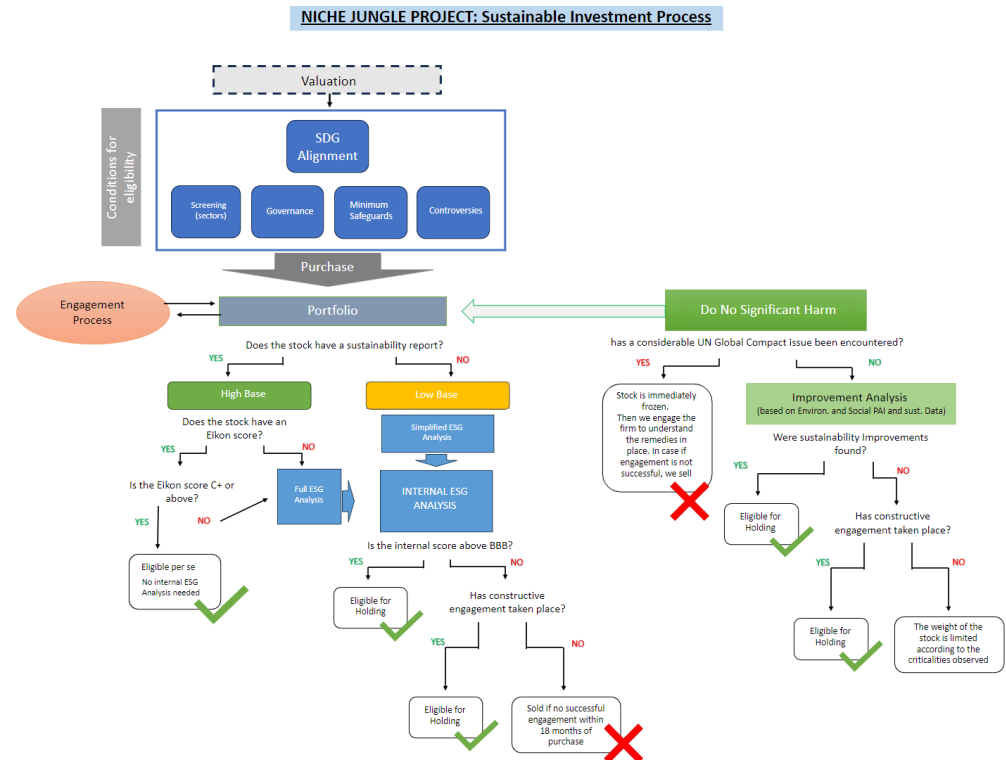 NICHE JUNGLE PROJECT: Sustainable Investment Process
Valuation
Conditions for
eligibility
SDG
Alignment
Screening
(sectors)
Governance
Minimum
Safeguards
Controversies
Purchase
Engagement
Process
Portfolio
Do No Significant Harm
Does the stock have a sustainability report?
YES
NO
High Base
Low Base
Does the stock have an
Eikon score?
YES
NO
Simplified ESG
Analysis
Is the Eikon score C+ or
above?
YES
NO
Full ESG
Analysis
INTERNAL ESG
ANALYSIS
Eligible per se
No internal ESG
Analysis needed
Is the internal score above BBB?
YES
NO
Eligible for
Holding
Has constructive
engagement taken place?
YES
NO
Eligible for
Holding
Sold if no successful
engagement within
18 months of
purchase
has a considerable UN Global Compact issue been encountered?
YES
NO
Stock is immediately
frozen.
Then we engage the
firm to understand
the remedies in
place. In case if
engagement is not
successful, we sell
Improvement Analysis
(based on Environ. and Social PAI and sust. Data)
Were sustainability Improvements
found?
YES
NO
Eligible for
Holding
Has constructive
engagement taken place?
YES
NO
Eligible for
Holding
The weight of the
stock is limited
according to the
criticalities observed